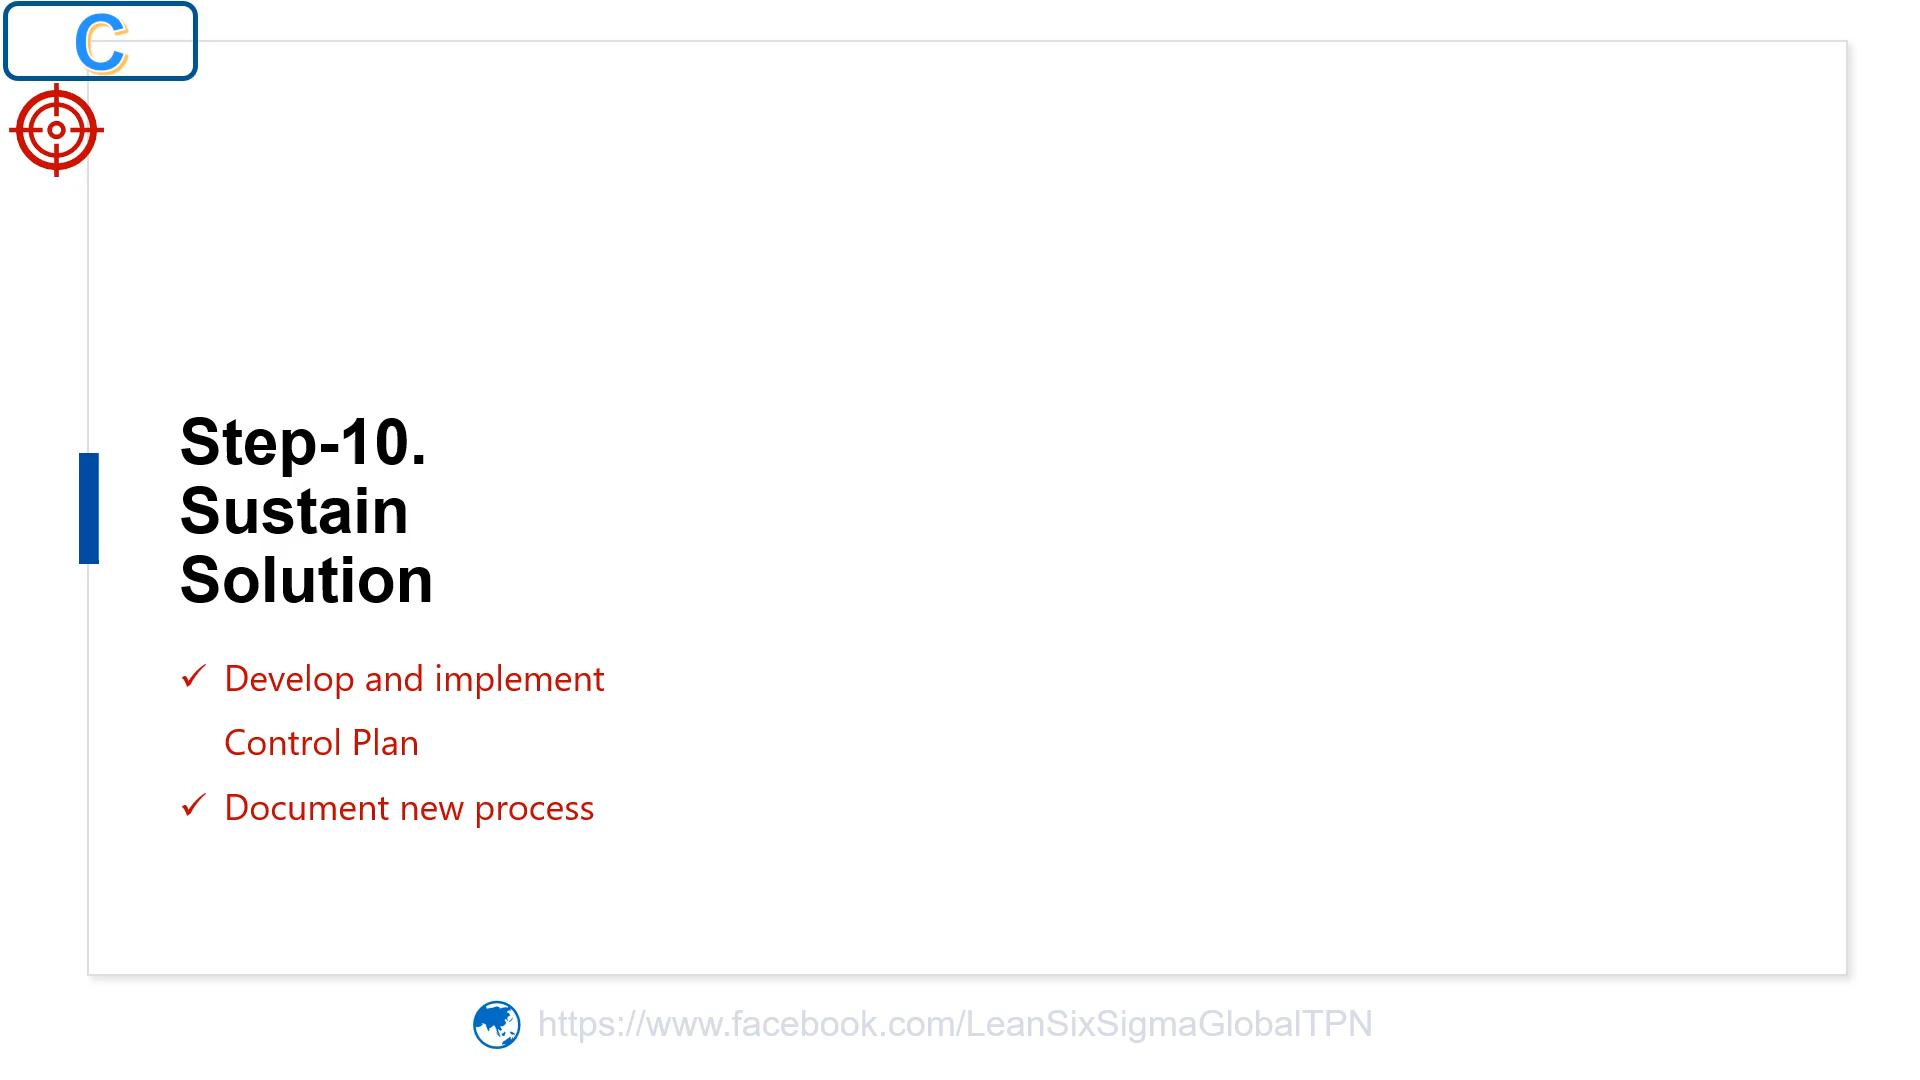 C
Step-10.
Sustain
Solution
✓ Develop and implement
Control Plan
✓ Document new process
https://www.facebook.com/LeanSixSigmaGlobalTPN